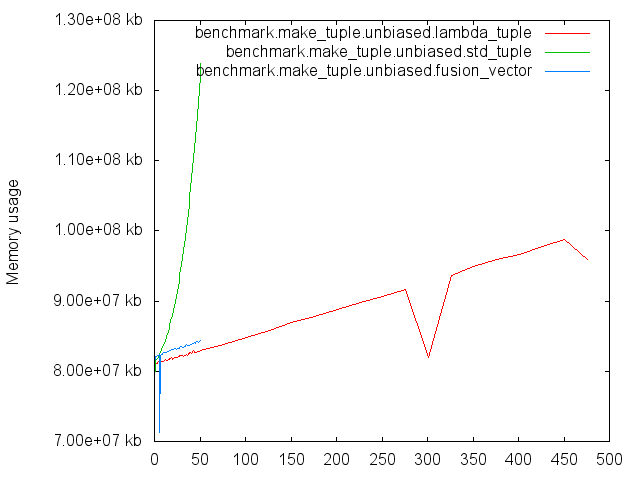 1.30e+08 kb
benchmark.make_tuple.unbiased.lambda_tuple
benchmark.make_tuple.unbiased.std_tuple
benchmark.make_tuple.unbiased.fusion_vector
1.20e+08 kb
1.10e+08 kb
1.00e+08 kb
9.00e+07 kb
8.00e+07 kb
7.00e+07 kb
Memory usage
0 50 100 150 200 250 300 350 400 450 500